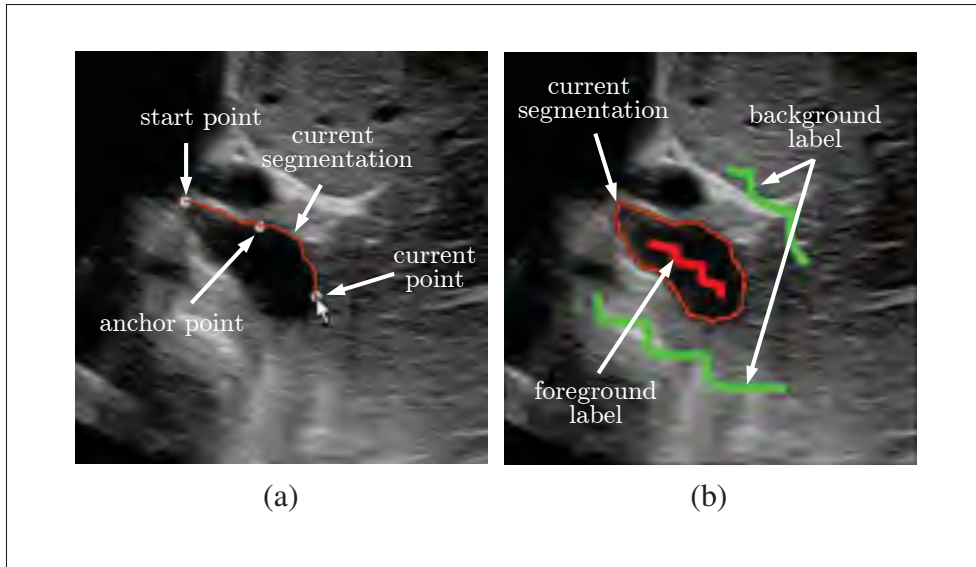 start point
current
segmentation
current
point
anchor point
(a)
current
segmentation
background
label
foreground
label
(b)